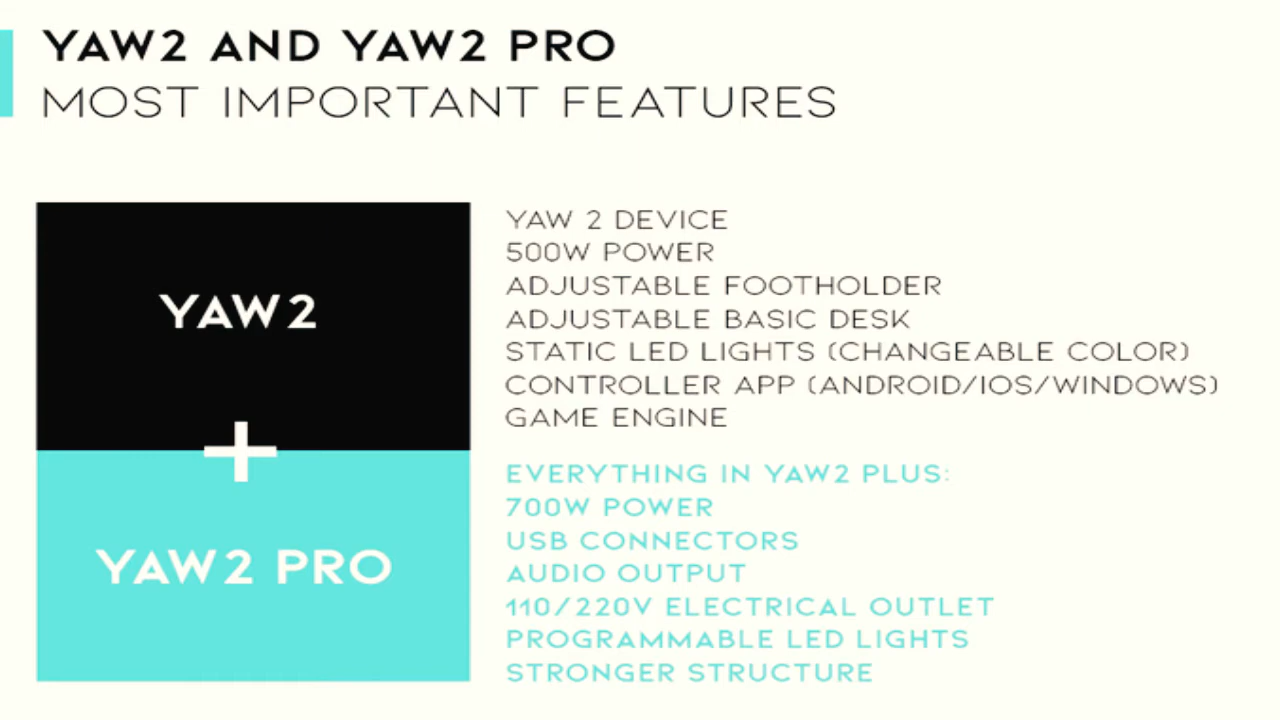 YAW2 AND YAW2 PRO
MOST IMPORTANT FEATURES
YAW2
+
YAW2 PRO
YAW 2 DEVICE
500W POWER
ADJUSTABLE FOOTHOLDER
ADJUSTABLE BASIC DESK
STATIC LED LIGHTS (CHANGEABLE COLOR)
CONTROLLER APP (ANDROID/IOS/WINDOWS)
GAME ENGINE
EVERYTHING IN YAW2 PLUS:
700W POWER
USB CONNECTORS
AUDIO OUTPUT
110/220V ELECTRICAL OUTLET
PROGRAMMABLE LED LIGHTS
STRONGER STRUCTURE